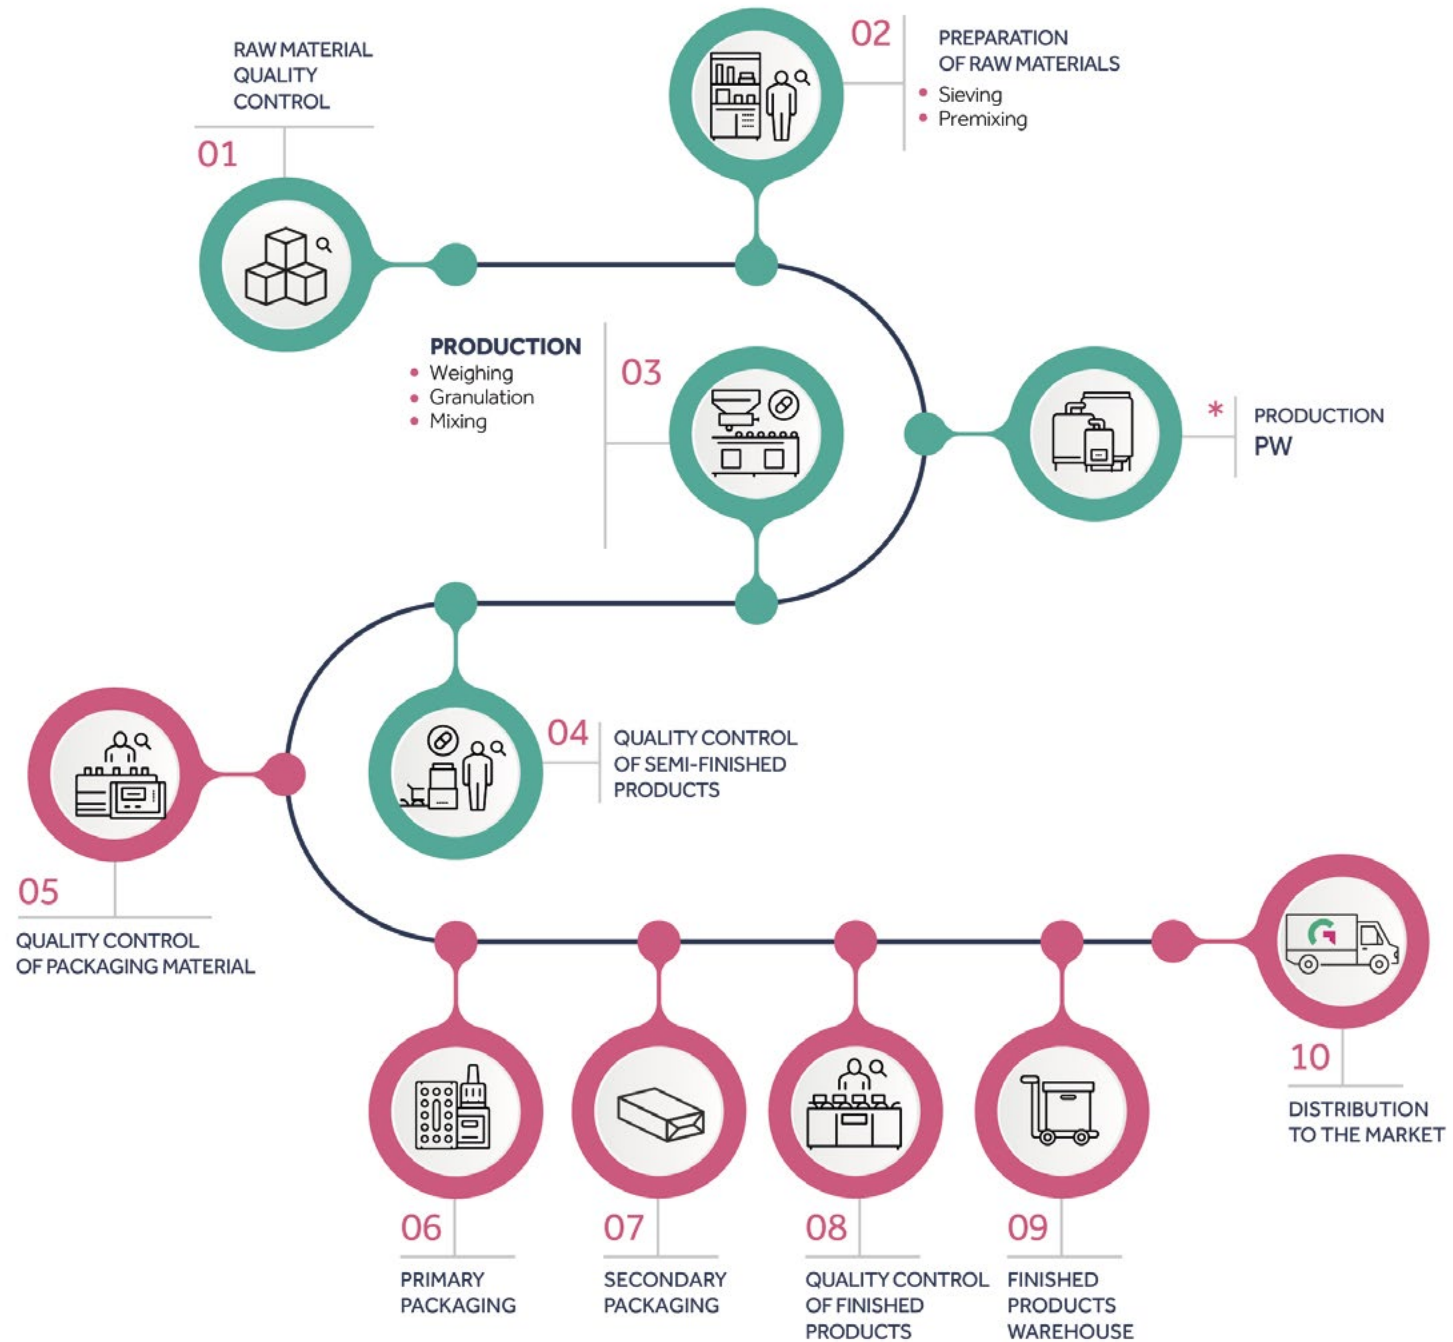 RAW MATERIAL
QUALITY
CONTROL
01
02
PREPARATION
OF RAW MATERIALS
• Sieving
• Premixing
PRODUCTION
• Weighing
• Granulation
• Mixing
03
*
PRODUCTION
PW
04
QUALITY CONTROL
OF SEMI-FINISHED
PRODUCTS
05
QUALITY CONTROL
OF PACKAGING MATERIAL
06
PRIMARY
PACKAGING
07
SECONDARY
PACKAGING
08
QUALITY CONTROL
OF FINISHED
PRODUCTS
09
FINISHED
PRODUCTS
WAREHOUSE
10
DISTRIBUTION
TO THE MARKET